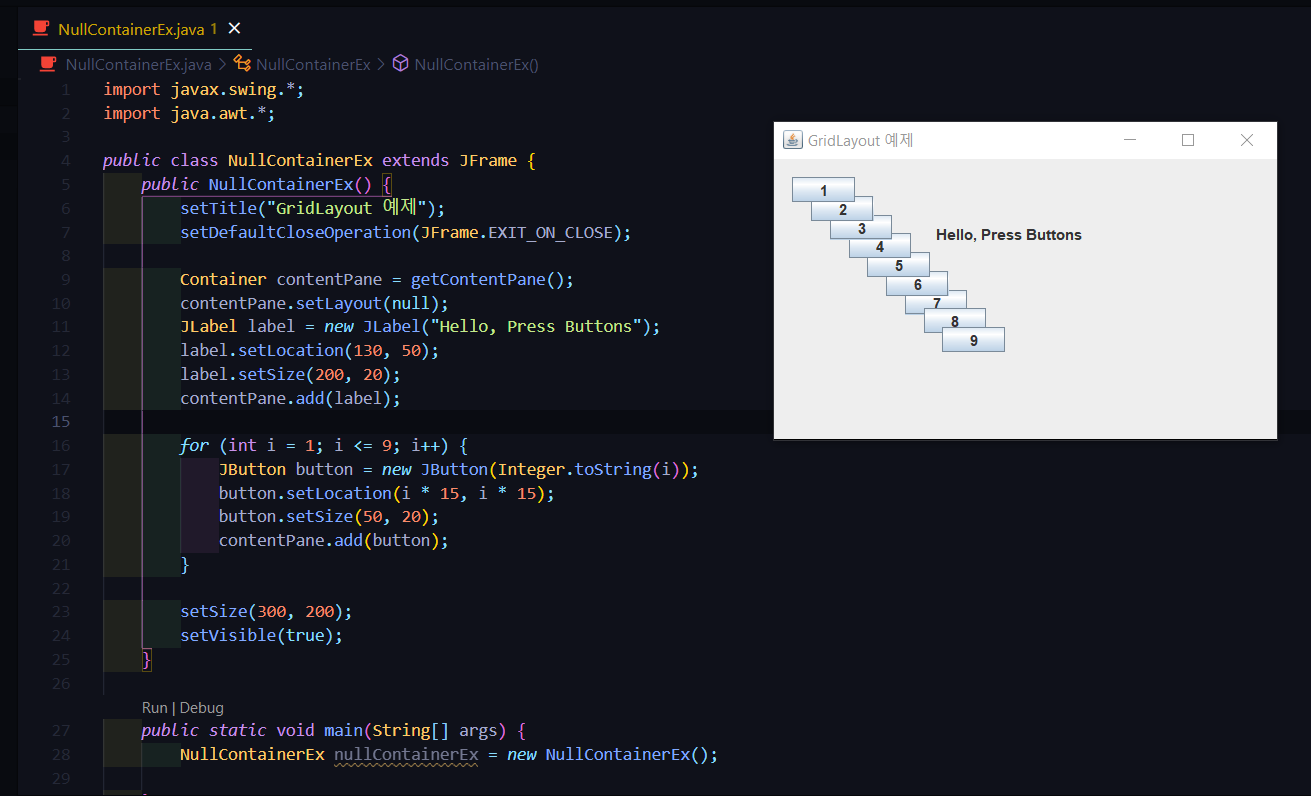 NullContainerEx.java 1
NullContainerEx.java > NullContainerEx > NullContainerEx()
1 import javax.swing.*;
2 import java.awt.*;
3
4 public class NullContainerEx extends JFrame {
5 public NullContainerEx() {
6 setTitle("GridLayout 예제");
7 setDefaultCloseOperation(JFrame.EXIT_ON_CLOSE);
8
9 Container contentPane = getContentPane();
10 contentPane.setLayout(null);
11 JLabel label = new JLabel("Hello, Press Buttons");
12 label.setLocation(130, 50);
13 label.setSize(200, 20);
14 contentPane.add(label);
15
16 for (int i = 1; i <= 9; i++) {
17 JButton button = new JButton(Integer.toString(i));
18 button.setLocation(i * 15, i * 15);
19 button.setSize(50, 20);
20 contentPane.add(button);
21 }
22
23 setSize(300, 200);
24 setVisible(true);
25 }
26
Run | Debug
27 public static void main(String[] args) {
28 NullContainerEx nullContainerEx = new NullContainerEx();
29
GridLayout 예제
1
2
3
4
5
6
7
8
9
Hello, Press Buttons